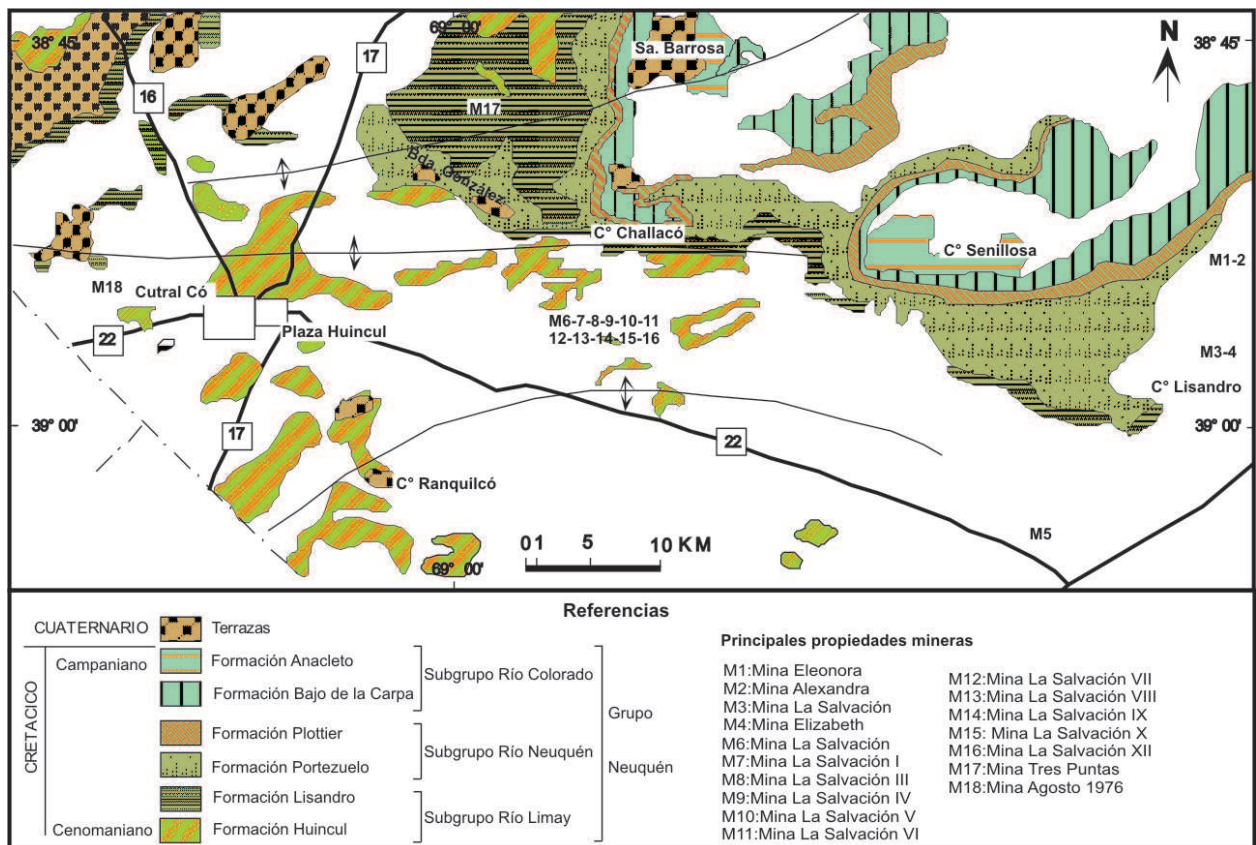 38° 45'
69° 00'
38° 45'
N
16
17
Sa. Barrosa
M17
Bda. González
C° Challacó
C° Senillosa
M1-2
M18
Cutral Có
22
Plaza Huincul
M6-7-8-9-10-11
12-13-14-15-16
M3-4
C° Lisandro
39° 00'
17
22
39° 00'
C° Ranquilcó
M5
0 1 5 10 KM
69° 00'
Referencias
CUATERNARIO
Terrazas
CRETACICO
Campaniano
Formación Anacleto
Formación Bajo de la Carpa
Subgrupo Río Colorado
Formación Plottier
Formación Portezuelo
Subgrupo Río Neuquén
Formación Lisandro
Cenomaniano
Formación Huincul
Subgrupo Río Limay
Grupo
Neuquén
Principales propiedades mineras
M1:Mina Eleonora
M2:Mina Alexandra
M3:Mina La Salvación
M4:Mina Elizabeth
M6:Mina La Salvación
M7:Mina La Salvación I
M8:Mina La Salvación III
M9:Mina La Salvación IV
M10:Mina La Salvación V
M11:Mina La Salvación VI
M12:Mina La Salvación VII
M13:Mina La Salvación VIII
M14:Mina La Salvación IX
M15: Mina La Salvación X
M16:Mina La Salvación XII
M17:Mina Tres Puntas
M18:Mina Agosto 1976